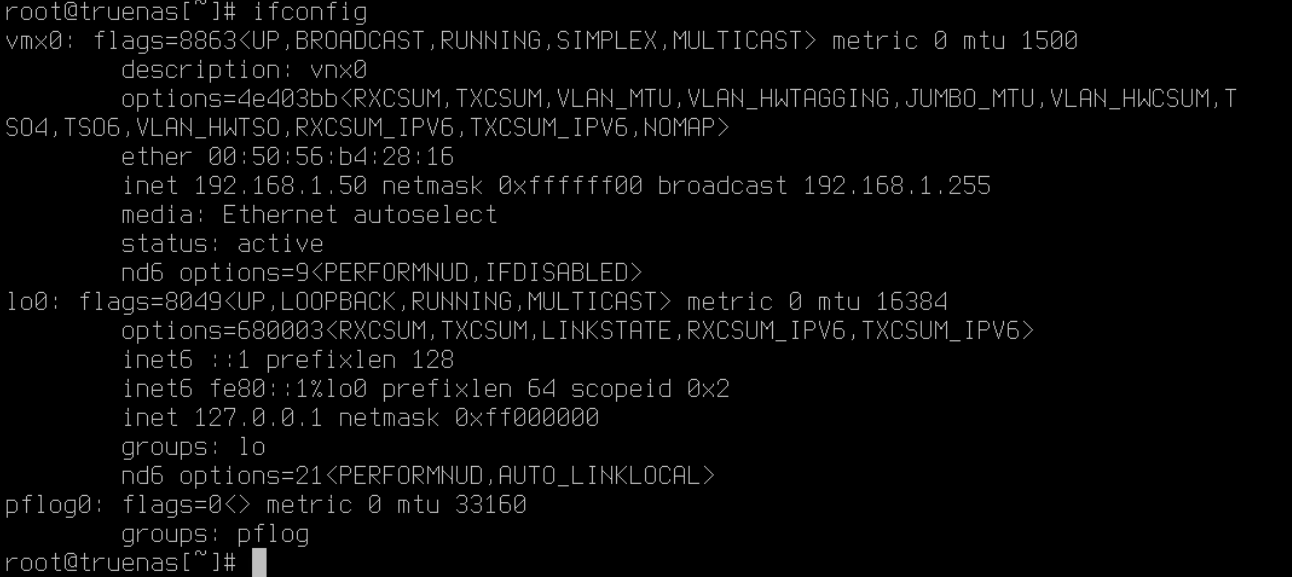 root@truenas[~]# ifconfig
vmx0: flags=8863<UP,BROADCAST,RUNNING,SIMPLEX,MULTICAST> metric 0 mtu 1500
description: vnx0
options=4e403bb<RXCSUM,TXCSUM,VLAN_MTU,VLAN_HWTAGGING,JUMBO_MTU,VLAN_HWCSUM,T
SO4,TSO6,VLAN_HWTSO,RXCSUM_IPV6,TXCSUM_IPV6,NOMAP>
ether 00:50:56:b4:28:16
inet 192.168.1.50 netmask 0xffffff00 broadcast 192.168.1.255
media: Ethernet autoselect
status: active
nd6 options=9<PERFORMNUD,IFDISABLED>
lo0: flags=8049<UP,LOOPBACK,RUNNING,MULTICAST> metric 0 mtu 16384
options=680003<RXCSUM,TXCSUM,LINKSTATE,RXCSUM_IPV6,TXCSUM_IPV6>
inet6 ::1 prefixlen 128
inet6 fe80::1%lo0 prefixlen 64 scopeid 0x2
inet 127.0.0.1 netmask 0xff000000
groups: lo
nd6 options=21<PERFORMNUD,AUTO_LINKLOCAL>
pflog0: flags=0<> metric 0 mtu 33160
groups: pflog
root@truenas[~]#